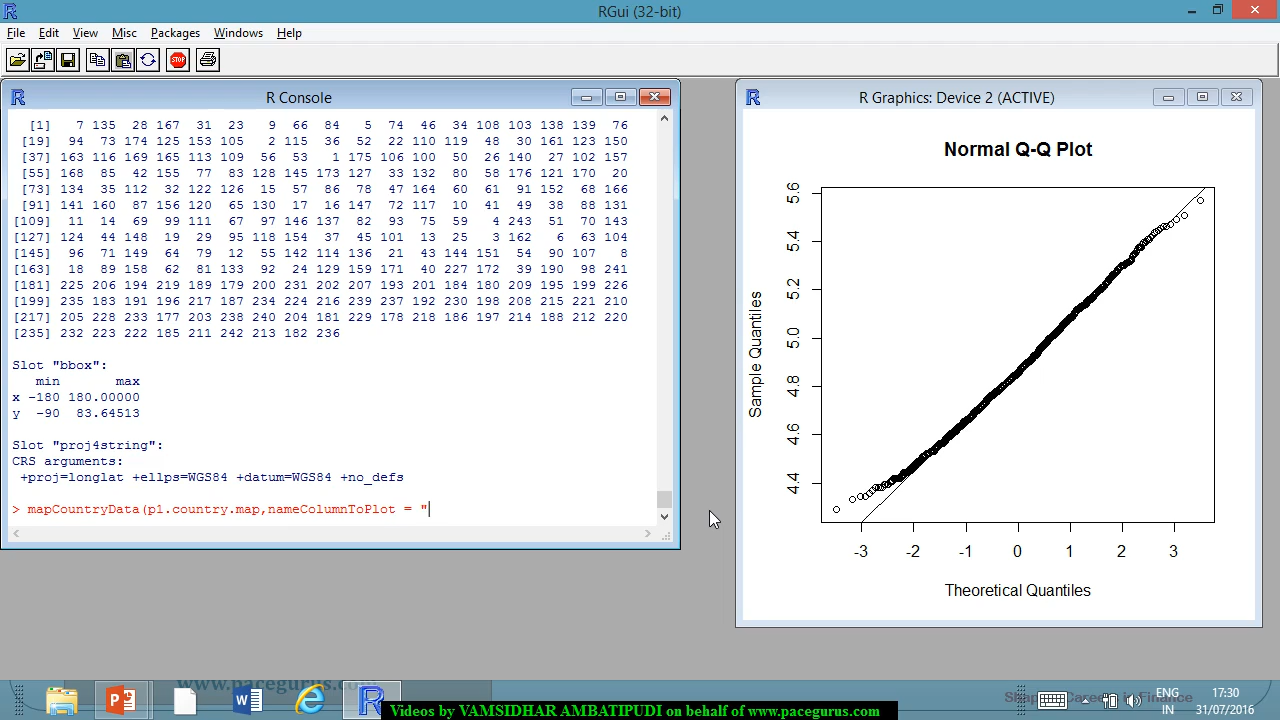 RGui (32-bit)
File Edit View Misc Packages Windows Help
R Console
[1] 7 135 28 167 31 23 9 66 84 5 74 46 34 108 103 138 139 76
[19] 94 73 174 125 153 105 2 115 36 52 22 110 119 48 30 161 123 150
[37] 163 116 169 165 113 109 56 53 1 175 106 100 50 26 140 27 102 157
[55] 168 85 42 155 77 83 128 145 173 127 33 132 80 58 176 121 170 20
[73] 134 35 112 32 122 126 15 57 86 78 47 164 60 61 91 152 68 166
[91] 141 160 87 156 120 65 130 17 16 147 72 117 10 41 49 38 88 131
[109] 11 14 69 99 111 67 97 146 137 82 93 75 59 4 243 51 70 143
[127] 124 44 148 19 29 95 118 154 37 45 101 13 25 3 162 6 63 104
[145] 96 71 149 64 79 12 55 142 114 136 21 43 144 151 54 90 107 8
[163] 18 89 158 62 81 133 92 24 129 159 171 40 227 172 39 190 98 241
[181] 225 206 194 219 189 179 200 231 202 207 193 201 184 180 209 195 199 226
[199] 235 183 191 196 217 187 234 224 216 239 237 192 230 198 208 215 221 210
[217] 205 228 233 177 203 238 240 204 181 229 178 218 186 197 214 188 212 220
[235] 232 223 222 185 211 242 213 182 236
Slot "bbox":
min max
x -180 180.00000
y -90 83.64513
Slot "proj4string":
CRS arguments:
+proj=longlat +ellps=WGS84 +datum=WGS84 +no_defs
> mapCountryData(p1.country.map,nameColumnToPlot = "
R Graphics: Device 2 (ACTIVE)
Normal Q-Q Plot
Sample Quantiles
5.6
5.4
5.2
5.0
4.8
4.6
4.4
-3 -2 -1 0 1 2 3
Theoretical Quantiles
www.pacegurus.com
ENG
IN
17:30
31/07/2016
Videos by VAMSIDHAR AMBATIPUDI on behalf of www.pacegurus.com